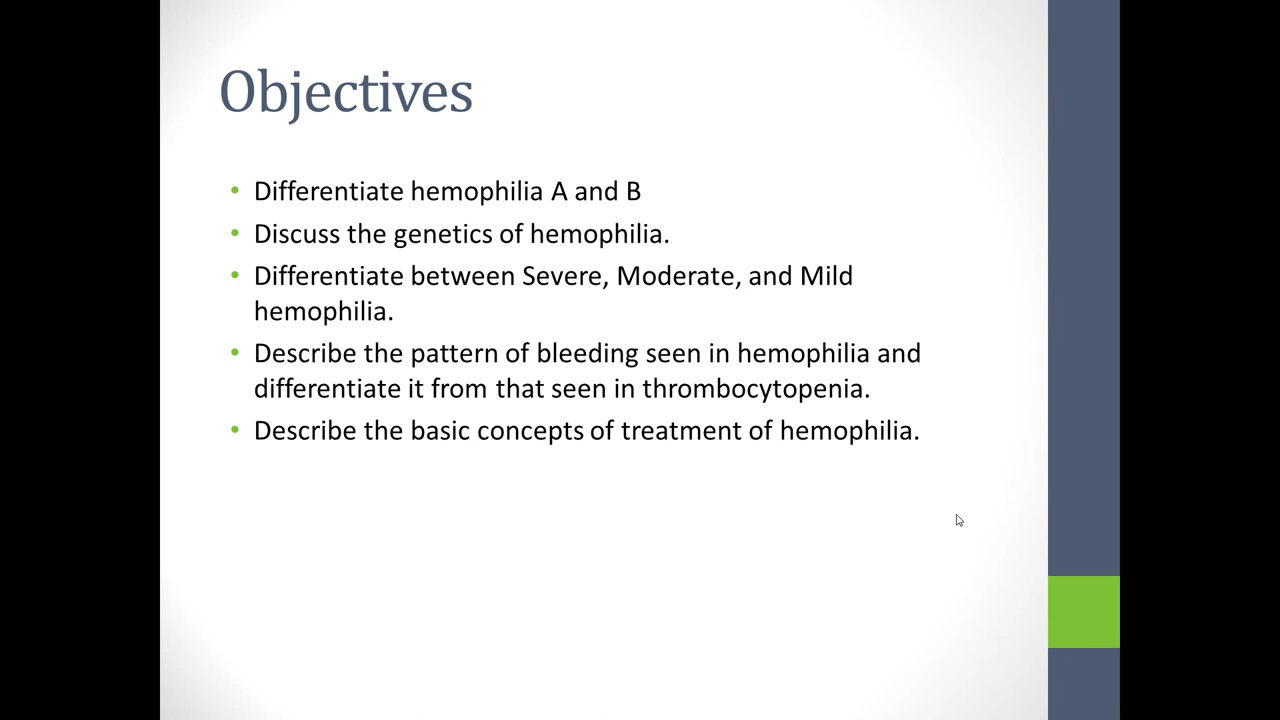 Objectives
• Differentiate hemophilia A and B
• Discuss the genetics of hemophilia.
• Differentiate between Severe, Moderate, and Mild
hemophilia.
• Describe the pattern of bleeding seen in hemophilia and
differentiate it from that seen in thrombocytopenia.
• Describe the basic concepts of treatment of hemophilia.